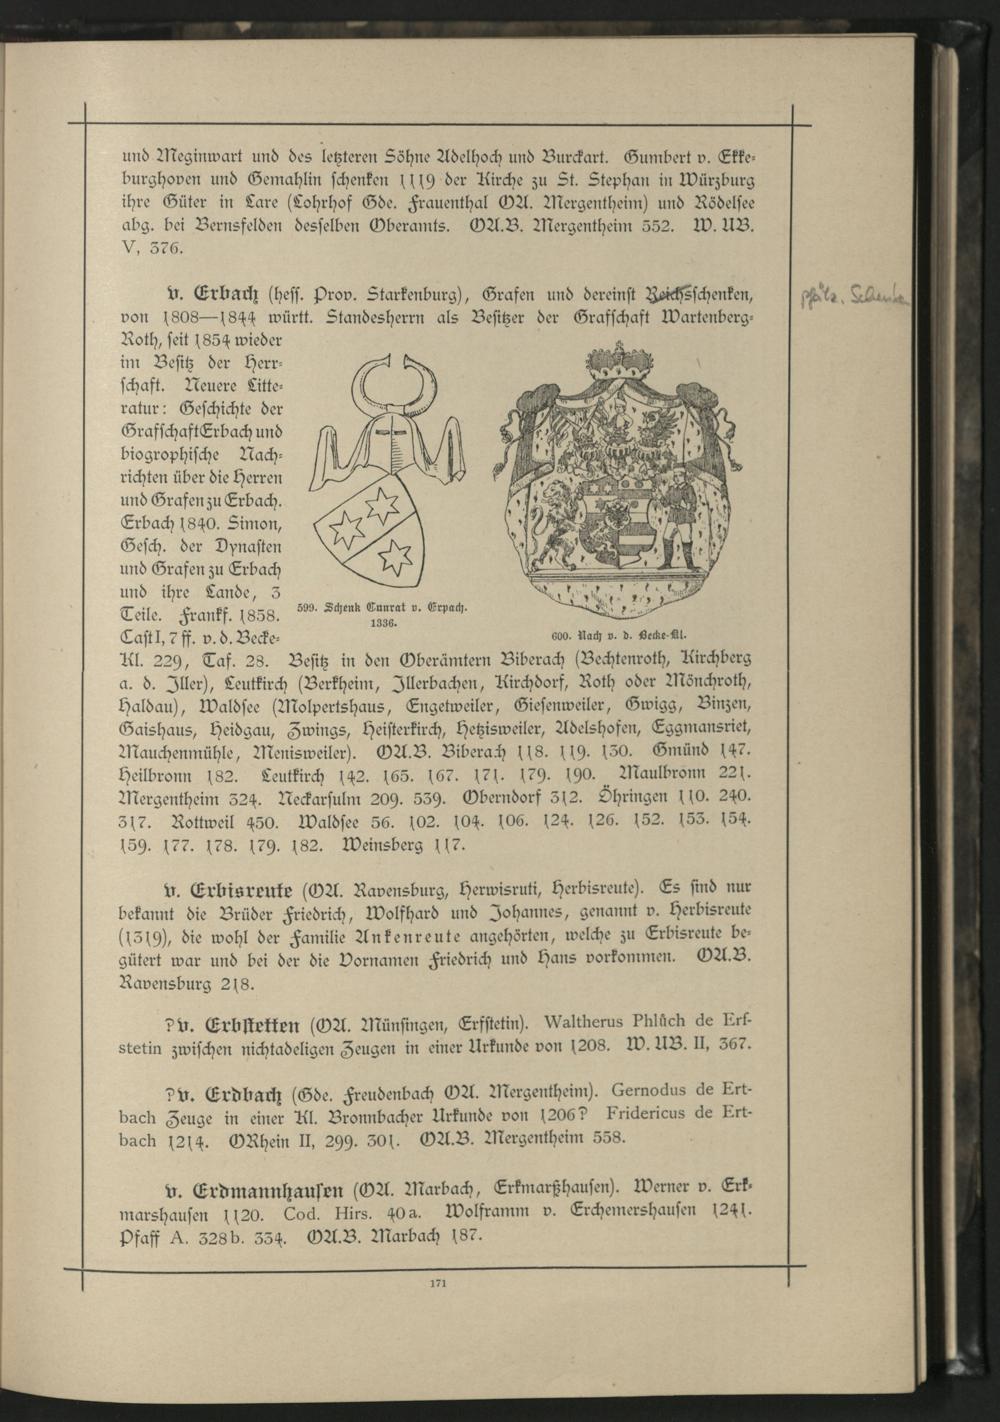 und Meginwart und des letzteren Söhne Adelhoch und Burckart. Gumbert v. Ekke-
burghoven und Gemahlin schenken 1119 der Kirche zu St. Stephan in Würzburg
ihre Güter in Lare (Lohrhof Gde. Frauenthal OA. Mergentheim) und Rödelsee
abg. bei Bernsfelden desselben Oberamts. OA.B. Mergentheim 552. W. UB.
V, 376.
v. Erbach (hess. Prov. Starkenburg), Grafen und dereinst Reichsschenken,
pfälz. Schenken
von 1808—1844 württ. Standesherrn als Besitzer der Grafschaft Wartenberg-
Roth, seit 1854 wieder
im Besitz der Herr-
schaft. Neuere Litte-
ratur: Geschichte der
Grafschaft Erbach und
biogrophische Nach-
richten über die Herren
und Grafen zu Erbach.
Erbach 1840. Simon,
Gesch. der Dynasten
und Grafen zu Erbach
und ihre Lande, 3
Teile. Frankf. 1858.
Cast I, 7 ff. v. d. Becke-
599. Schenk Cunrat v. Erpach.
1336.
600. Nach v. d. Becke-Kl.
Kl. 229, Taf. 28. Besitz in den Oberämtern Biberach (Bechtenroth, Kirchberg
a. d. Iller), Leutkirch (Berkheim, Illerbachen, Kirchdorf, Roth oder Mönchroth,
Haldau), Waldsee (Molpertshaus, Engetweiler, Giesenweiler, Gwigg, Binzen,
Gaishaus, Heidgau, Zwings, Heisterkirch, Hetzisweiler, Adelshofen, Eggmansriet,
Mauchenmühle, Menisweiler). OA.B. Biberach 118. 119. 130. Gmünd 147.
Heilbronn 182. Leutkirch 142. 165. 167. 171. 179. 190. Maulbronn 221.
Mergentheim 324. Neckarsulm 209. 539. Oberndorf 312. Öhringen 110. 240.
317. Rottweil 450. Waldsee 56. 102. 104. 106. 124. 126. 152. 153. 154.
159. 177. 178. 179. 182. Weinsberg 117.
v. Erbisreute (OA. Ravensburg, Herwisruti, Herbisreute). Es sind nur
bekannt die Brüder Friedrich, Wolfhard und Johannes, genannt v. Herbisreute
(1319), die wohl der Familie Ankenreute angehörten, welche zu Erbisreute be-
gütert war und bei der die Vornamen Friedrich und Hans vorkommen. OA.B.
Ravensburg 218.
? v. Erbstetten (OA. Münsingen, Erfstetin). Waltherus Phlůch de Erf-
stetin zwischen nichtadeligen Zeugen in einer Urkunde von 1208. W. UB. II, 367.
? v. Erdbach (Gde. Freudenbach OA. Mergentheim). Gernodus de Ert-
bach Zeuge in einer Kl. Bronnbacher Urkunde von 1206? Fridericus de Ert-
bach 1214. ORhein II, 299. 301. OA.B. Mergentheim 558.
v. Erdmannhausen (OA. Marbach, Erkmarßhausen). Werner v. Erk-
marshausen 1120. Cod. Hirs. 40 a. Wolframm v. Erchemershausen 1241.
Pfaff A. 328 b. 334. OA.B. Marbach 187.
171